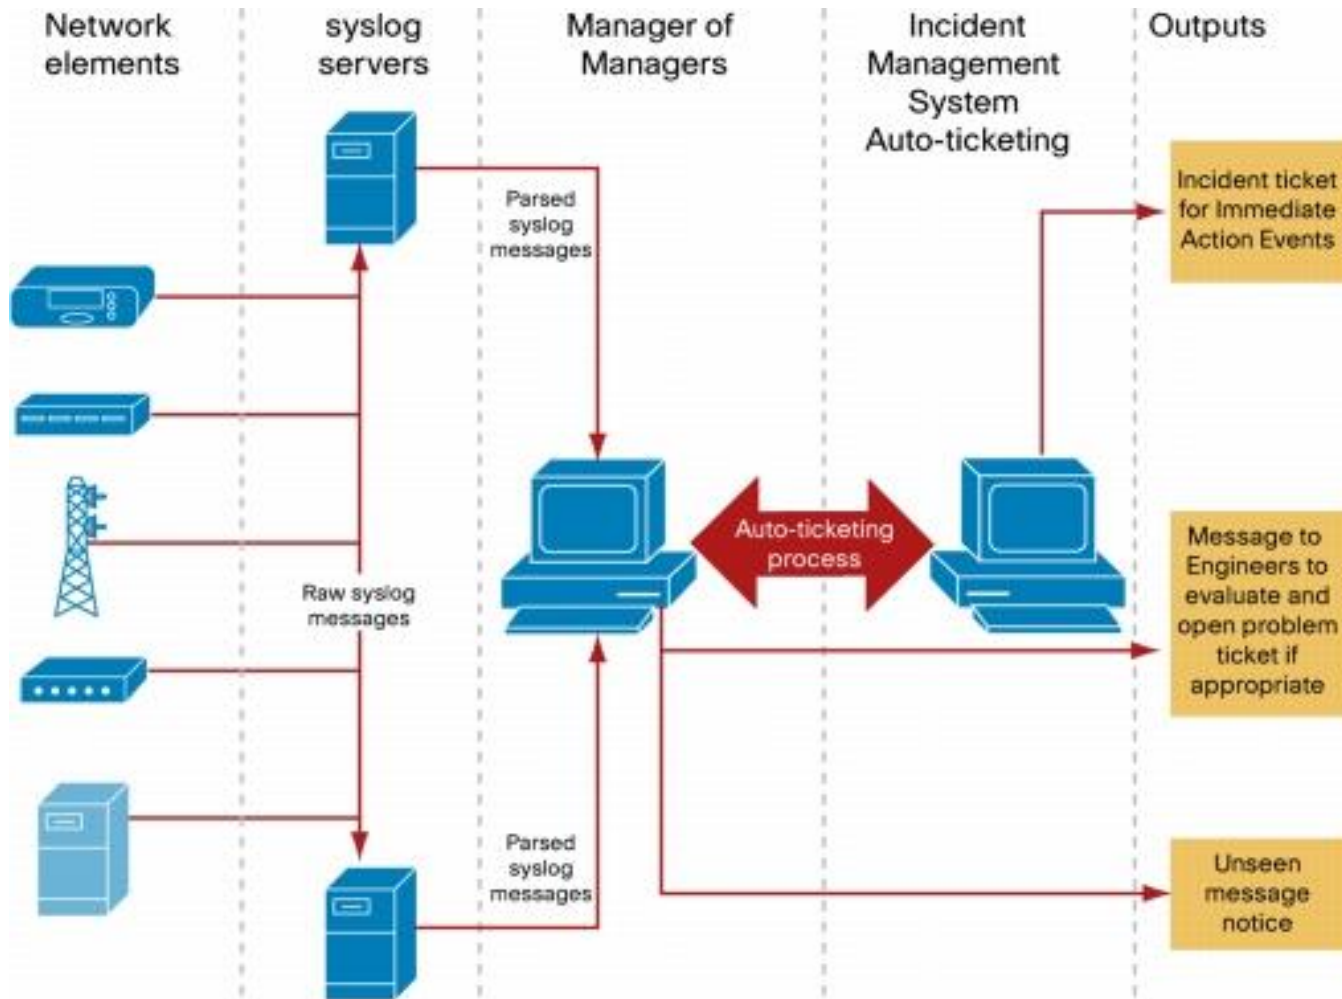 Network
elements
syslog
servers
Manager of
Managers
Incident
Management
System
Auto-ticketing
Outputs
Parsed
syslog
messages
Incident ticket
for Immediate
Action Events
Auto-ticketing
process
Raw syslog
messages
Message to
Engineers to
evaluate and
open problem
ticket if
appropriate
Parsed
syslog
messages
Unseen
message
notice